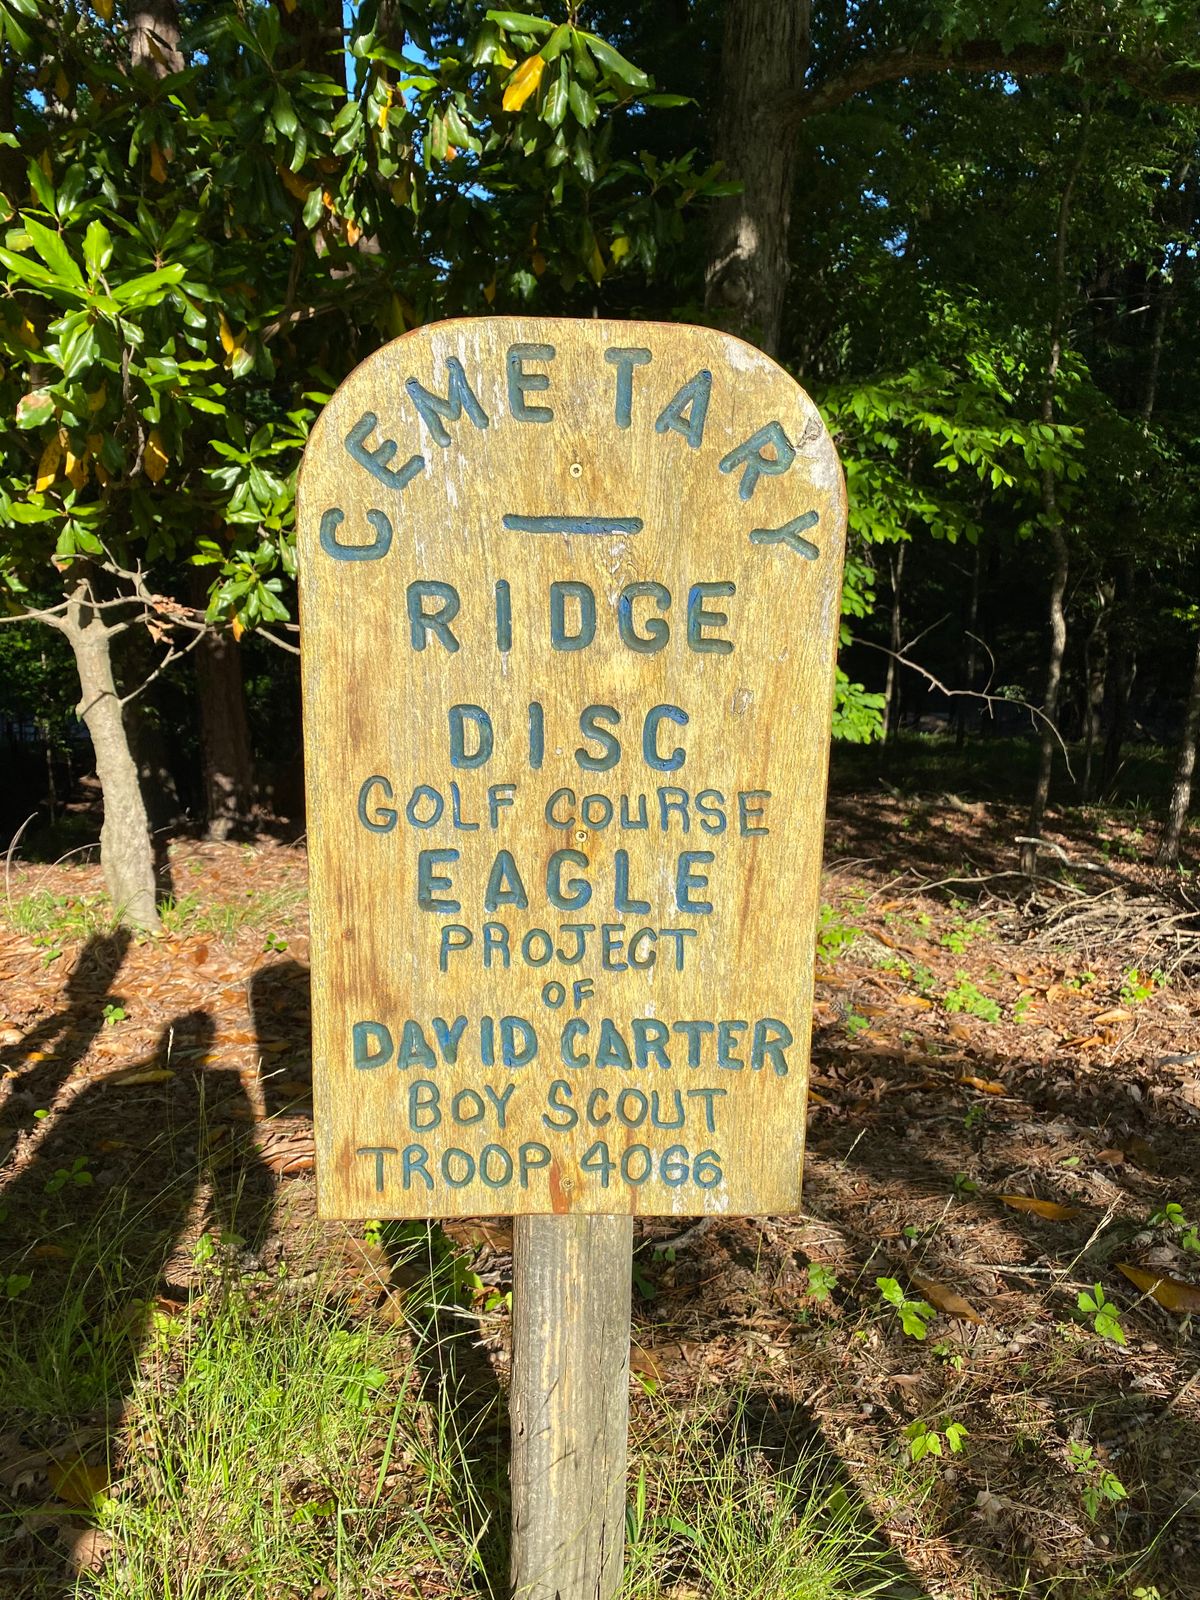 CEMETARY
RIDGE
DISC
GOLF COURSE
EAGLE
PROJECT
OF
DAVID CARTER
BOY SCOUT
TROOP 4066